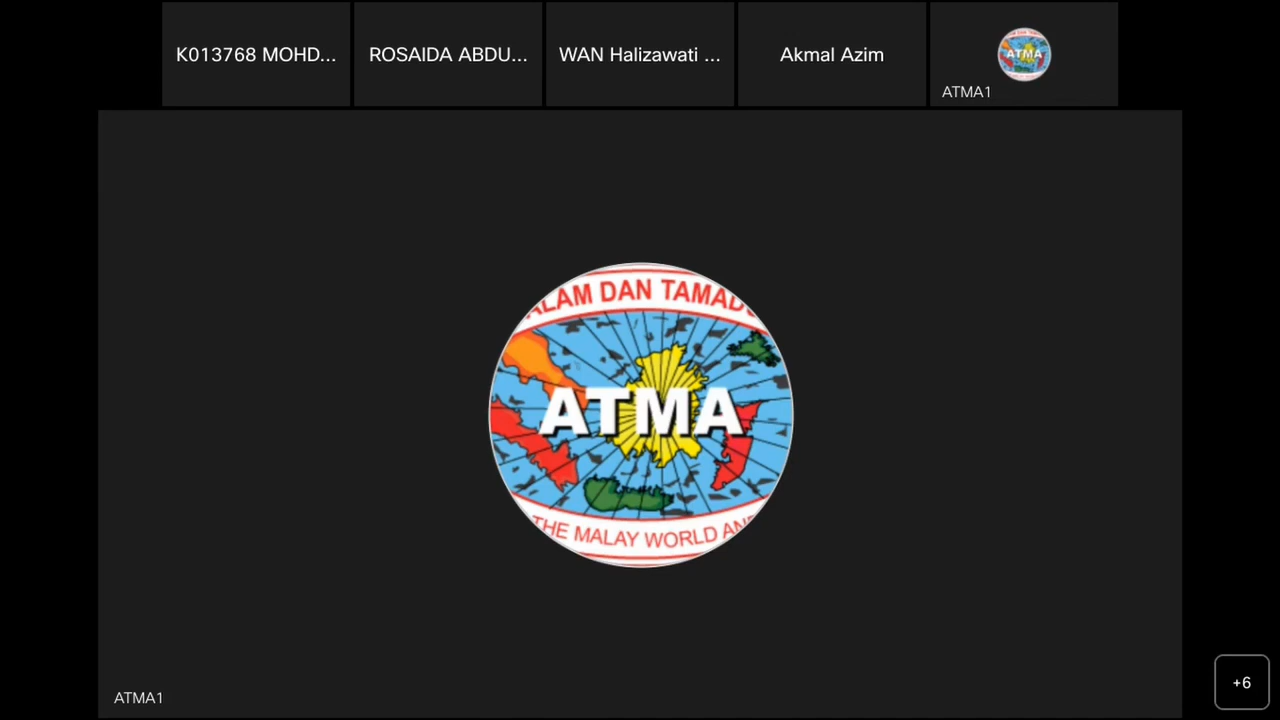 K013768 MOHD...
ROSAIDA ABDU...
WAN Halizawati ...
Akmal Azim
ATMA
ATMA1
ALAM DAN TAMAD
ATMA
THE MALAY WORLD AN
ATMA1
+6